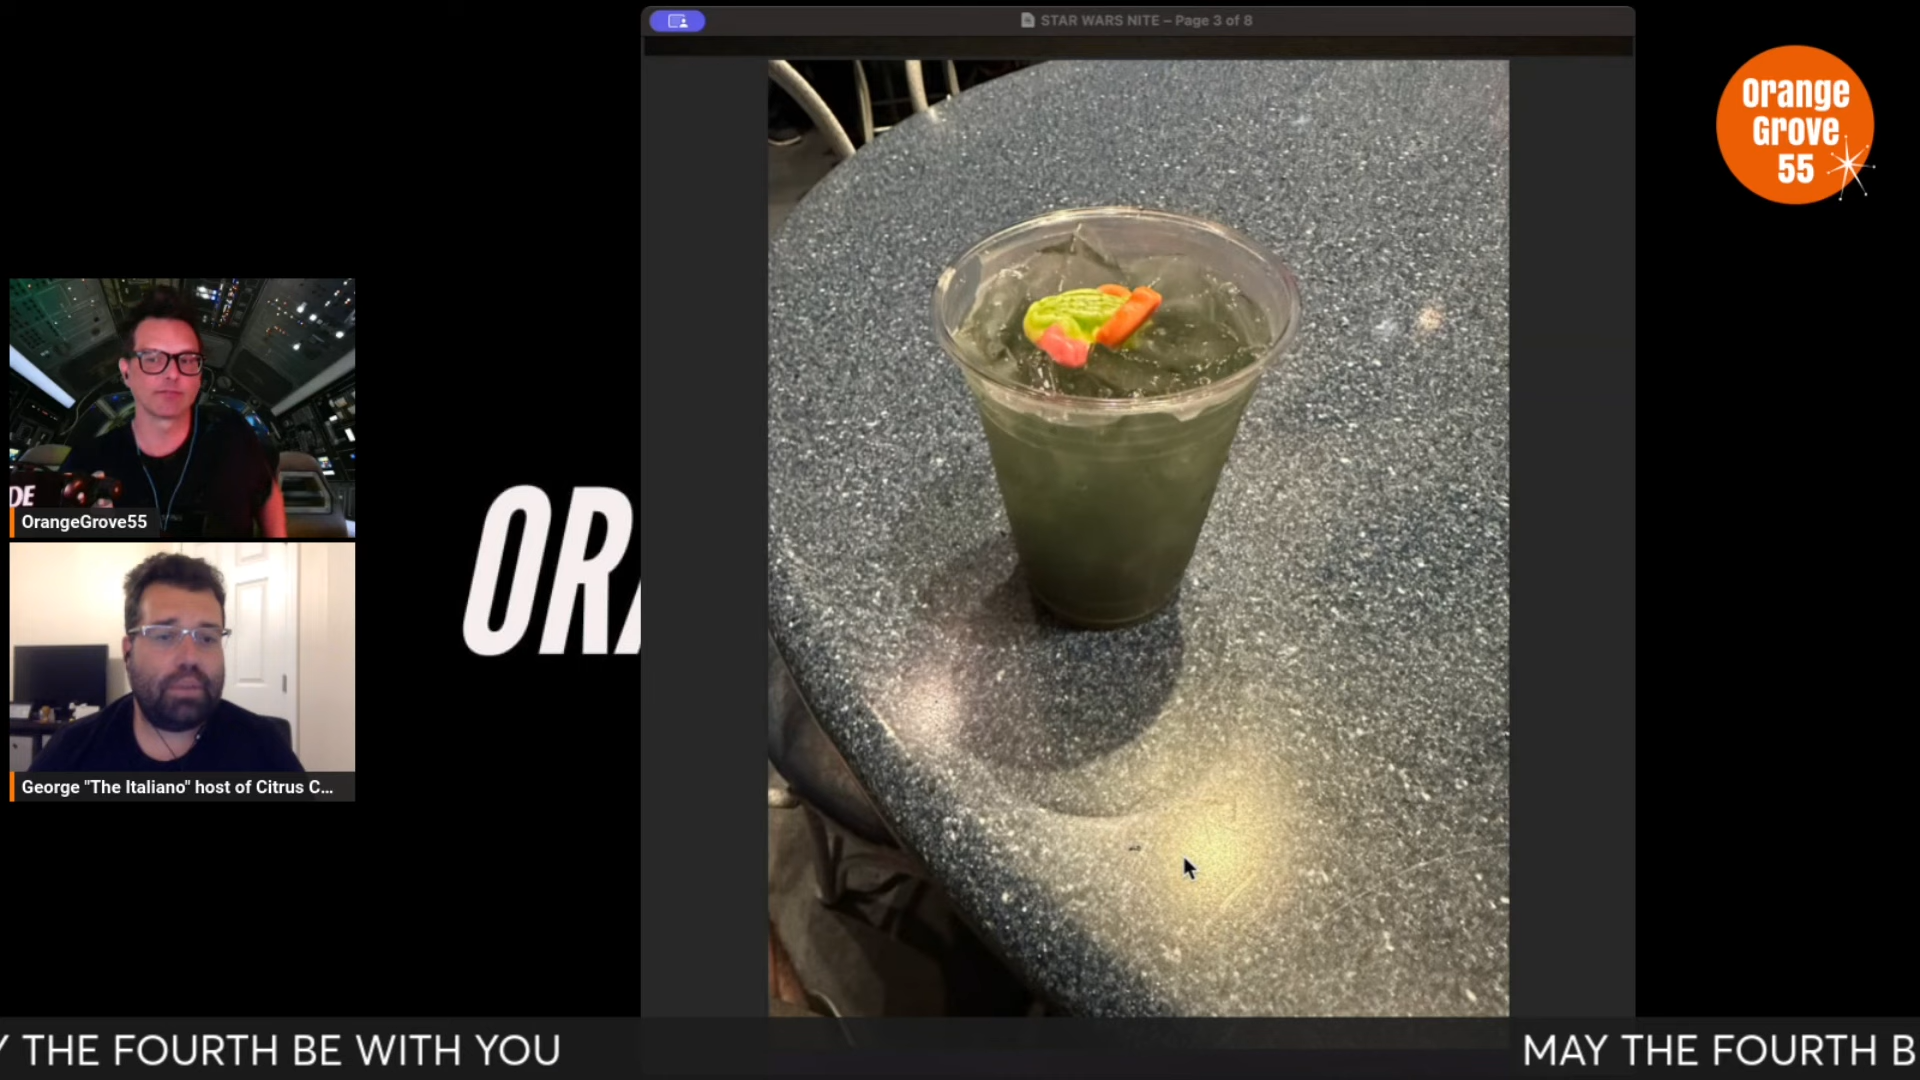 STAR WARS NITE – Page 3 of 8
Orange
Grove
55
DE
OrangeGrove55
ORA
George "The Italiano" host of Citrus C...
Y THE FOURTH BE WITH YOU
MAY THE FOURTH B